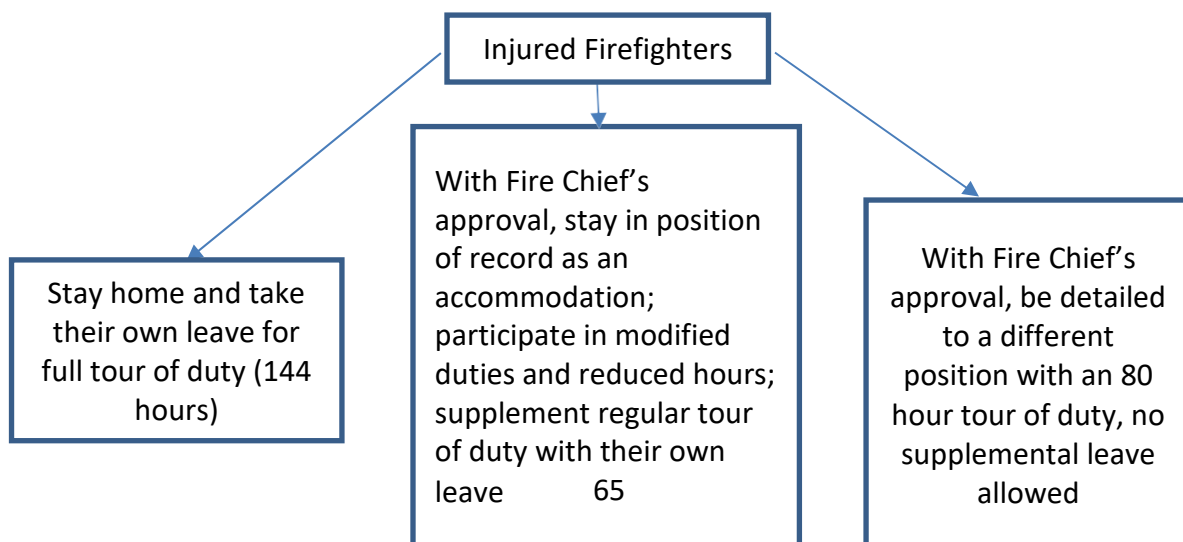 Injured Firefighters
Stay home and take
their own leave for
full tour of duty (144
hours)
With Fire Chief’s
approval, stay in position
of record as an
accommodation;
participate in modified
duties and reduced hours;
supplement regular tour
of duty with their own
leave 65
With Fire Chief’s
approval, be detailed
to a different
position with an 80
hour tour of duty, no
supplemental leave
allowed